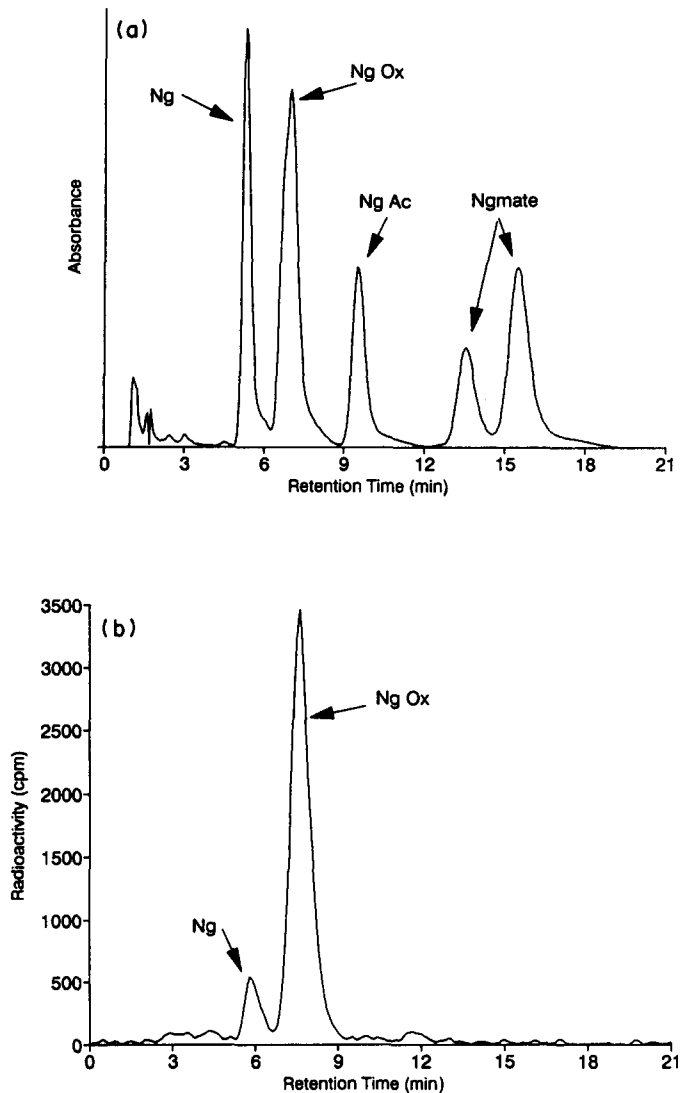 (a)
Ng
Ng Ox
Ng Ac
Ngmate
Absorbance
0 3 6 9 12 15 18 21
Retention Time (min)
(b)
3500
3000
2500
2000
1500
1000
500
0
Ng Ox
Ng
Radioactivity (cpm)
0 3 6 9 12 15 18 21
Retention Time (min)